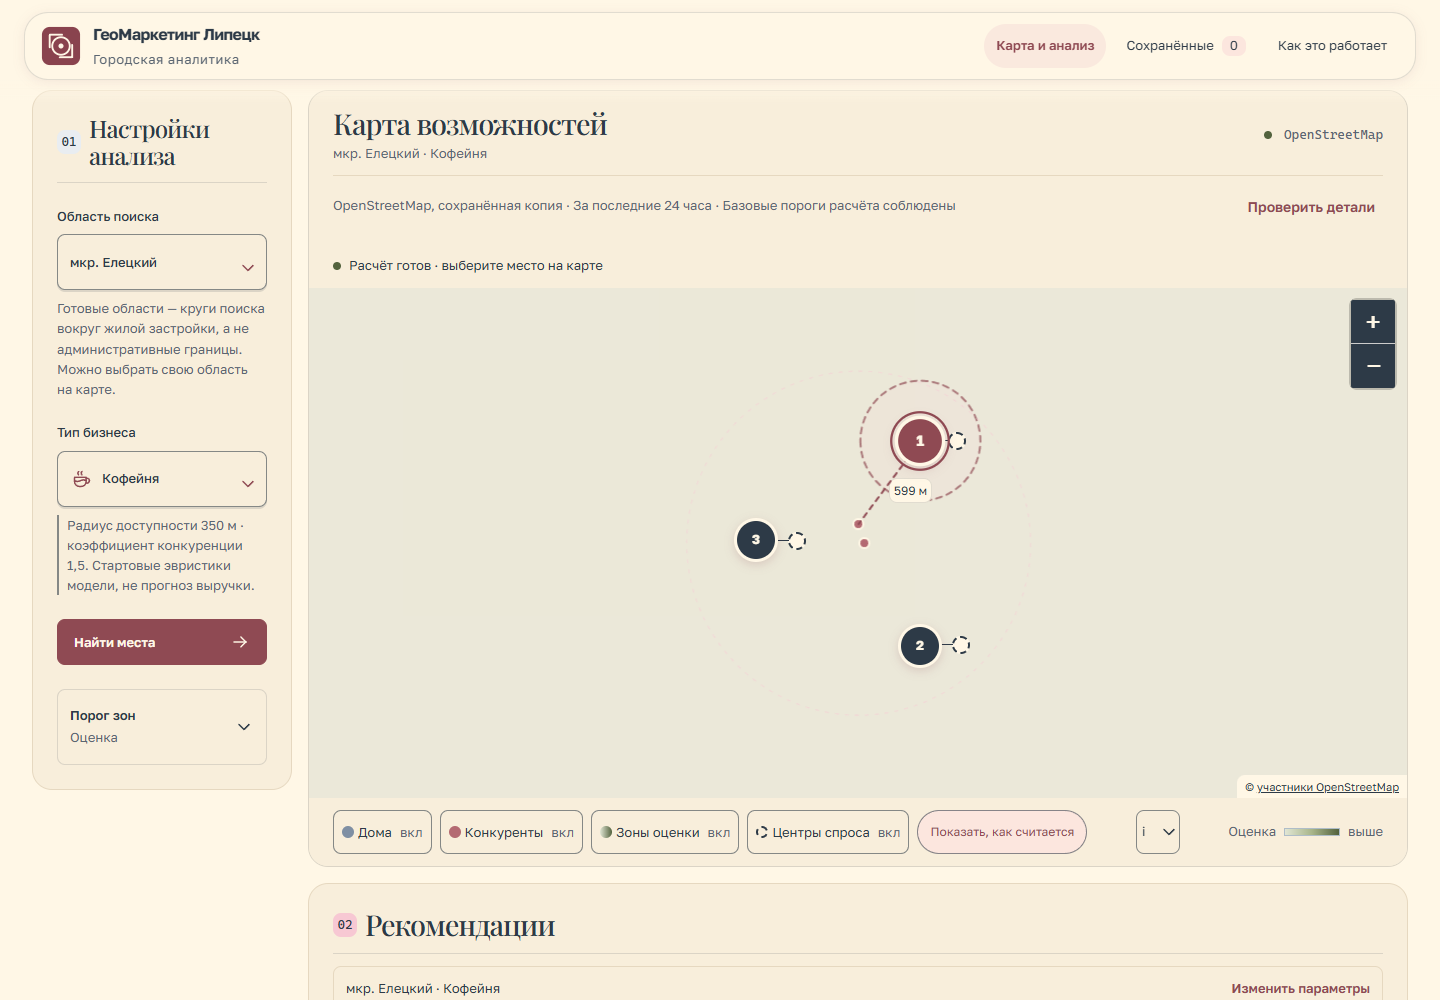 ГеоМаркетинг Липецк
Городская аналитика
Карта и анализ
Сохранённые 0
Как это работает
01
Настройки
анализа
Область поиска
мкр. Елецкий
Готовые области — круги поиска
вокруг жилой застройки, а не
административные границы.
Можно выбрать свою область
на карте.
Тип бизнеса
Кофейня
Радиус доступности 350 м ·
коэффициент конкуренции
1,5. Стартовые эвристики
модели, не прогноз выручки.
Найти места
Порог зон
Оценка
Карта возможностей
мкр. Елецкий · Кофейня
OpenStreetMap
OpenStreetMap, сохранённая копия · За последние 24 часа · Базовые пороги расчёта соблюдены
Проверить детали
Расчёт готов · выберите место на карте
+
−
1
599 м
3
2
© участники OpenStreetMap
Дома вкл
Конкуренты вкл
Зоны оценки вкл
Центры спроса вкл
Показать, как считается
i
Оценка
выше
02
Рекомендации
мкр. Елецкий · Кофейня
Изменить параметры